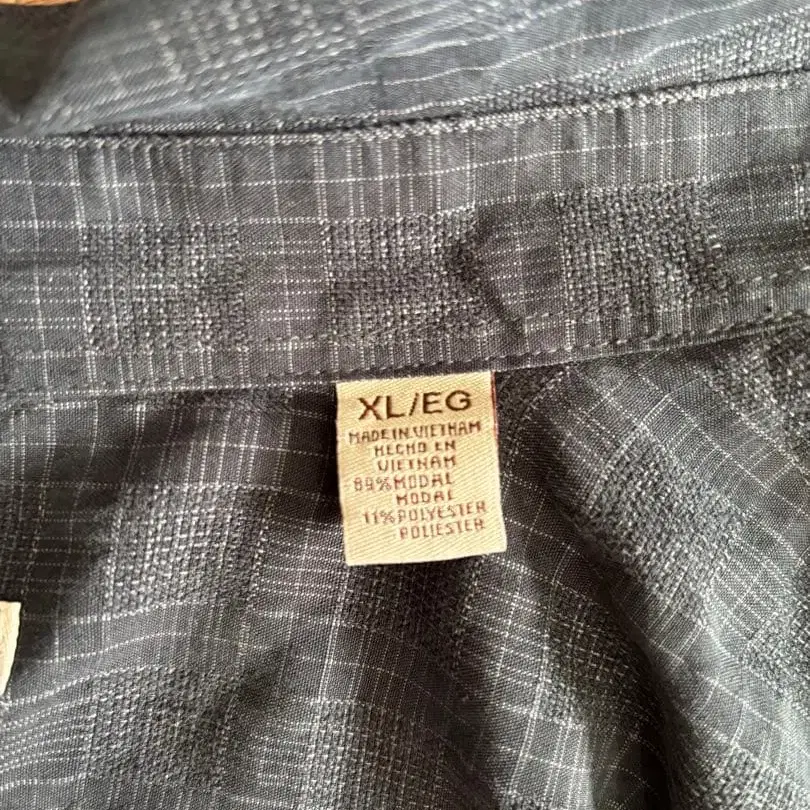 XL/EG
MADE IN VIETNAM
HECHO EN
VIETNAM
89%MODAL
MODAL
11%POLYESTER
POLIESTER